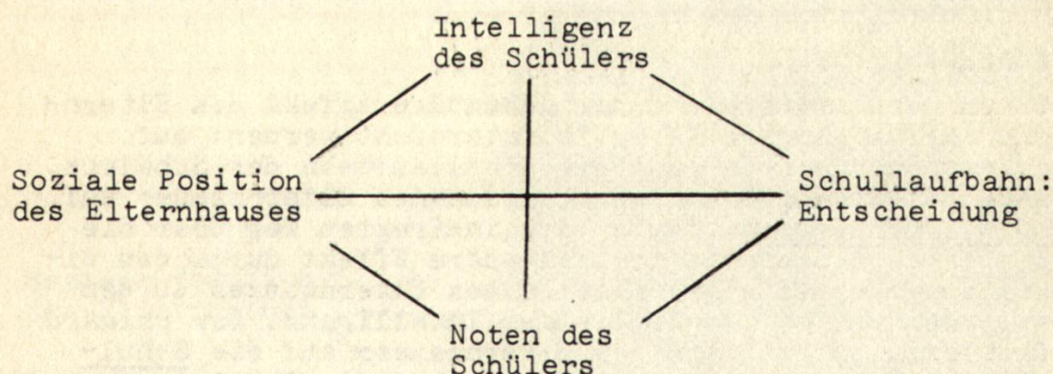 Intelligenz
des Schülers
Soziale Position
des Elternhauses
Schullaufbahn:
Entscheidung
Noten des
Schülers